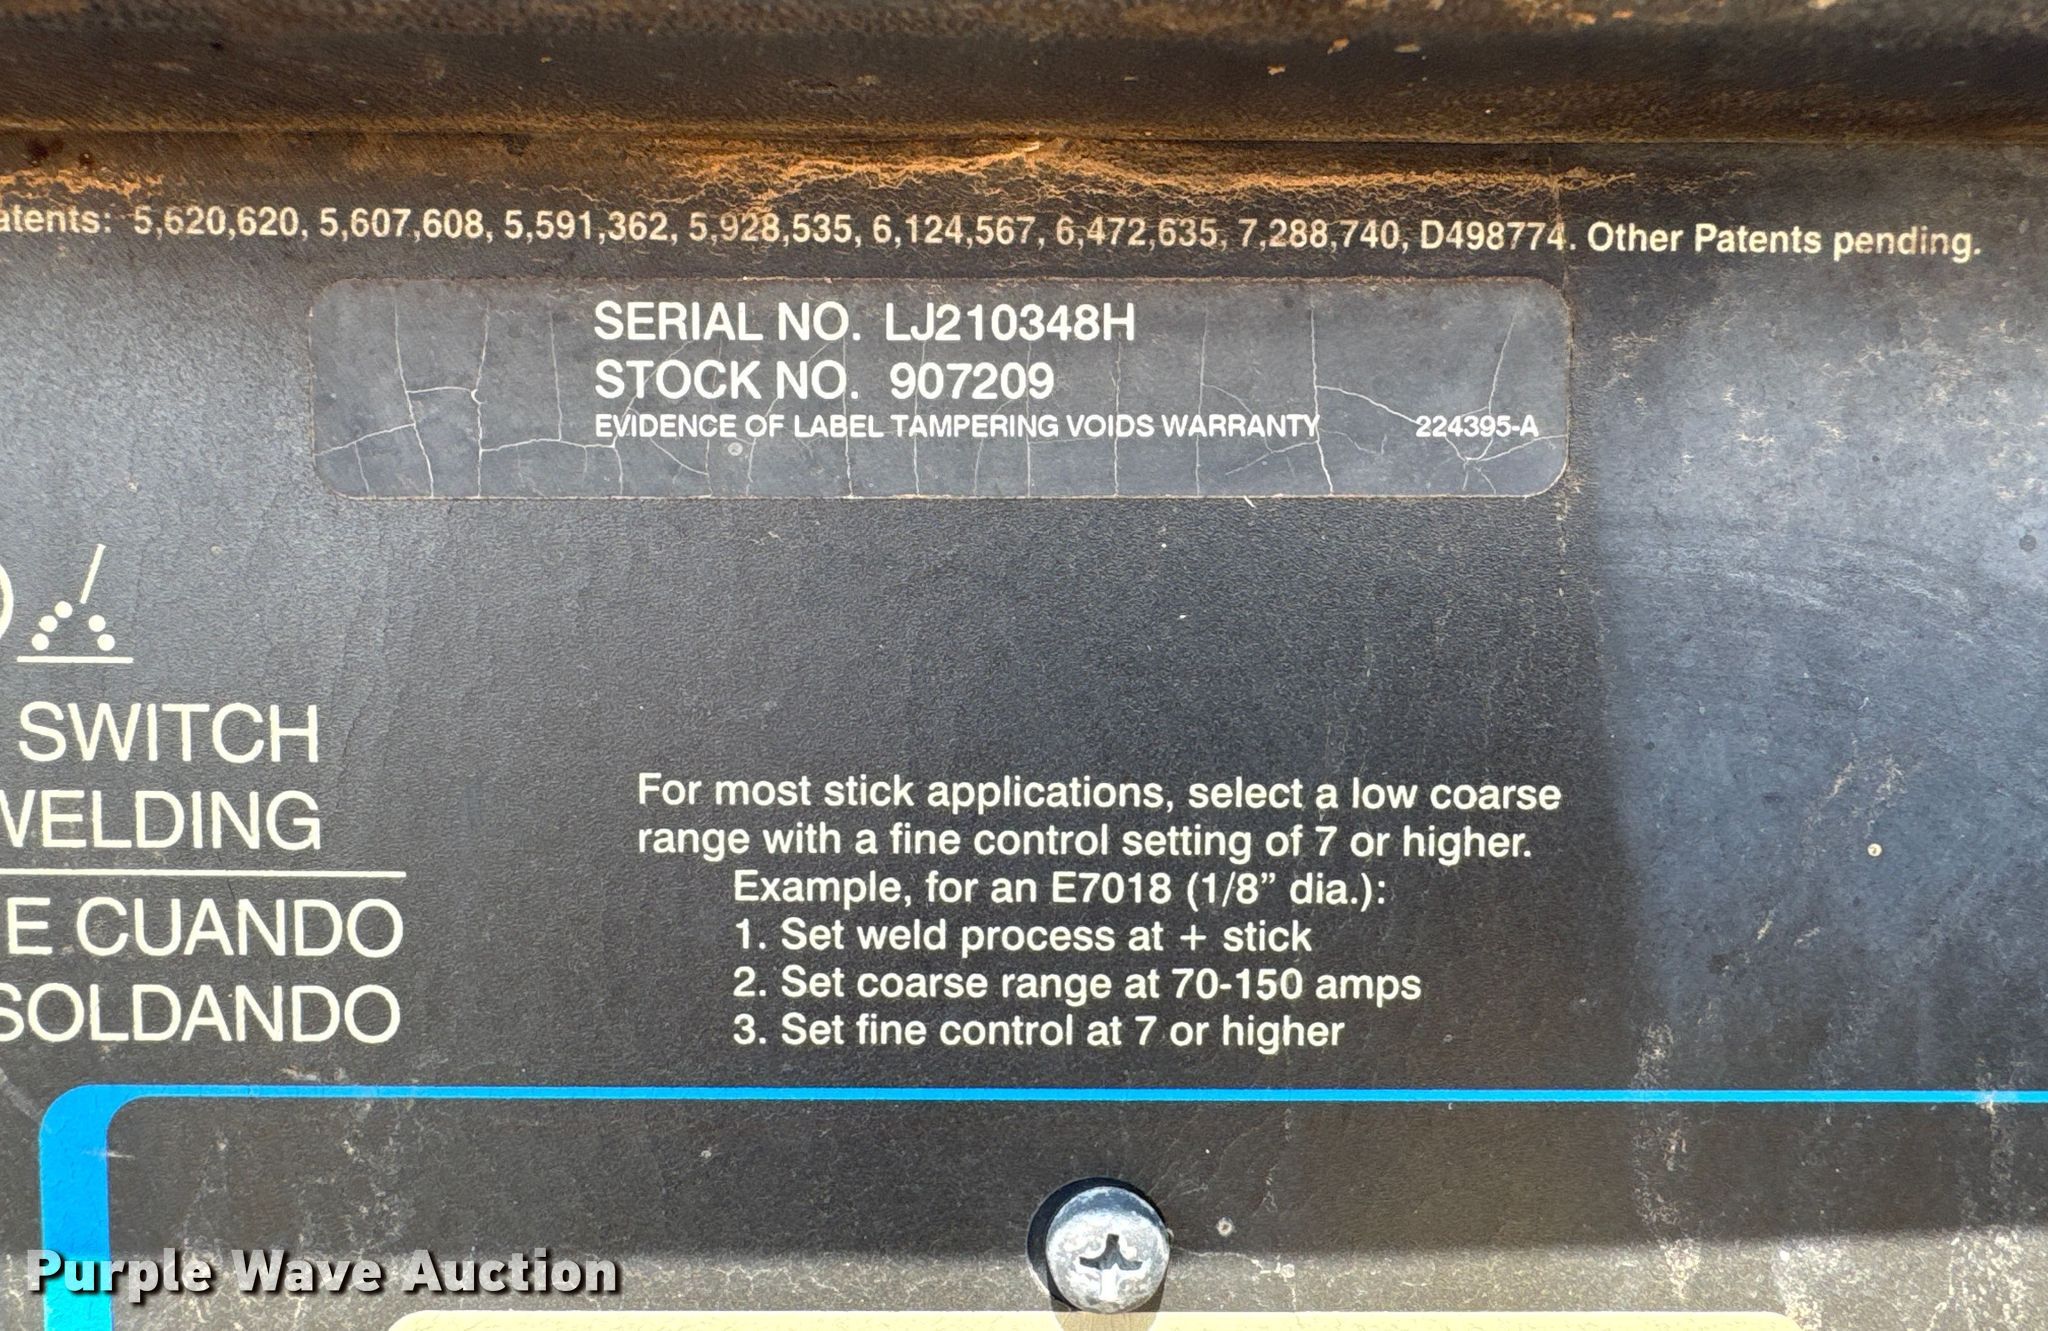 atents: 5,620,620, 5,607,608, 5,591,362, 5,928,535, 6,124,567, 6,472,635, 7,288,740, D498774. Other Patents pending.
SERIAL NO. LJ210348H
STOCK NO. 907209
EVIDENCE OF LABEL TAMPERING VOIDS WARRANTY 224395-A
SWITCH
WELDING
E CUANDO
SOLDANDO
For most stick applications, select a low coarse
range with a fine control setting of 7 or higher.
Example, for an E7018 (1/8” dia.):
1. Set weld process at + stick
2. Set coarse range at 70-150 amps
3. Set fine control at 7 or higher
Purple Wave Auction